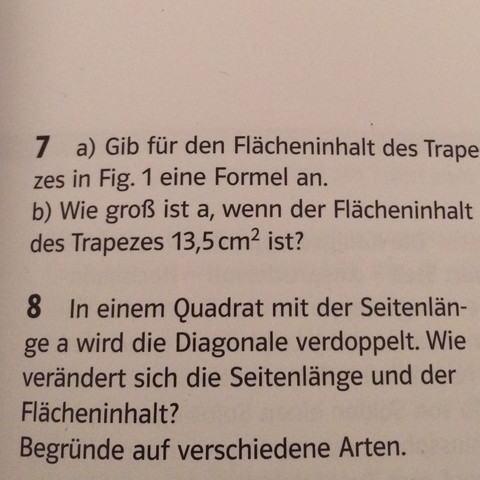 7 a) Gib für den Flächeninhalt des Trape
zes in Fig. 1 eine Formel an.
b) Wie groß ist a, wenn der Flächeninhalt
des Trapezes 13,5 cm² ist?
8 In einem Quadrat mit der Seitenlän-
ge a wird die Diagonale verdoppelt. Wie
verändert sich die Seitenlänge und der
Flächeninhalt?
Begründe auf verschiedene Arten.